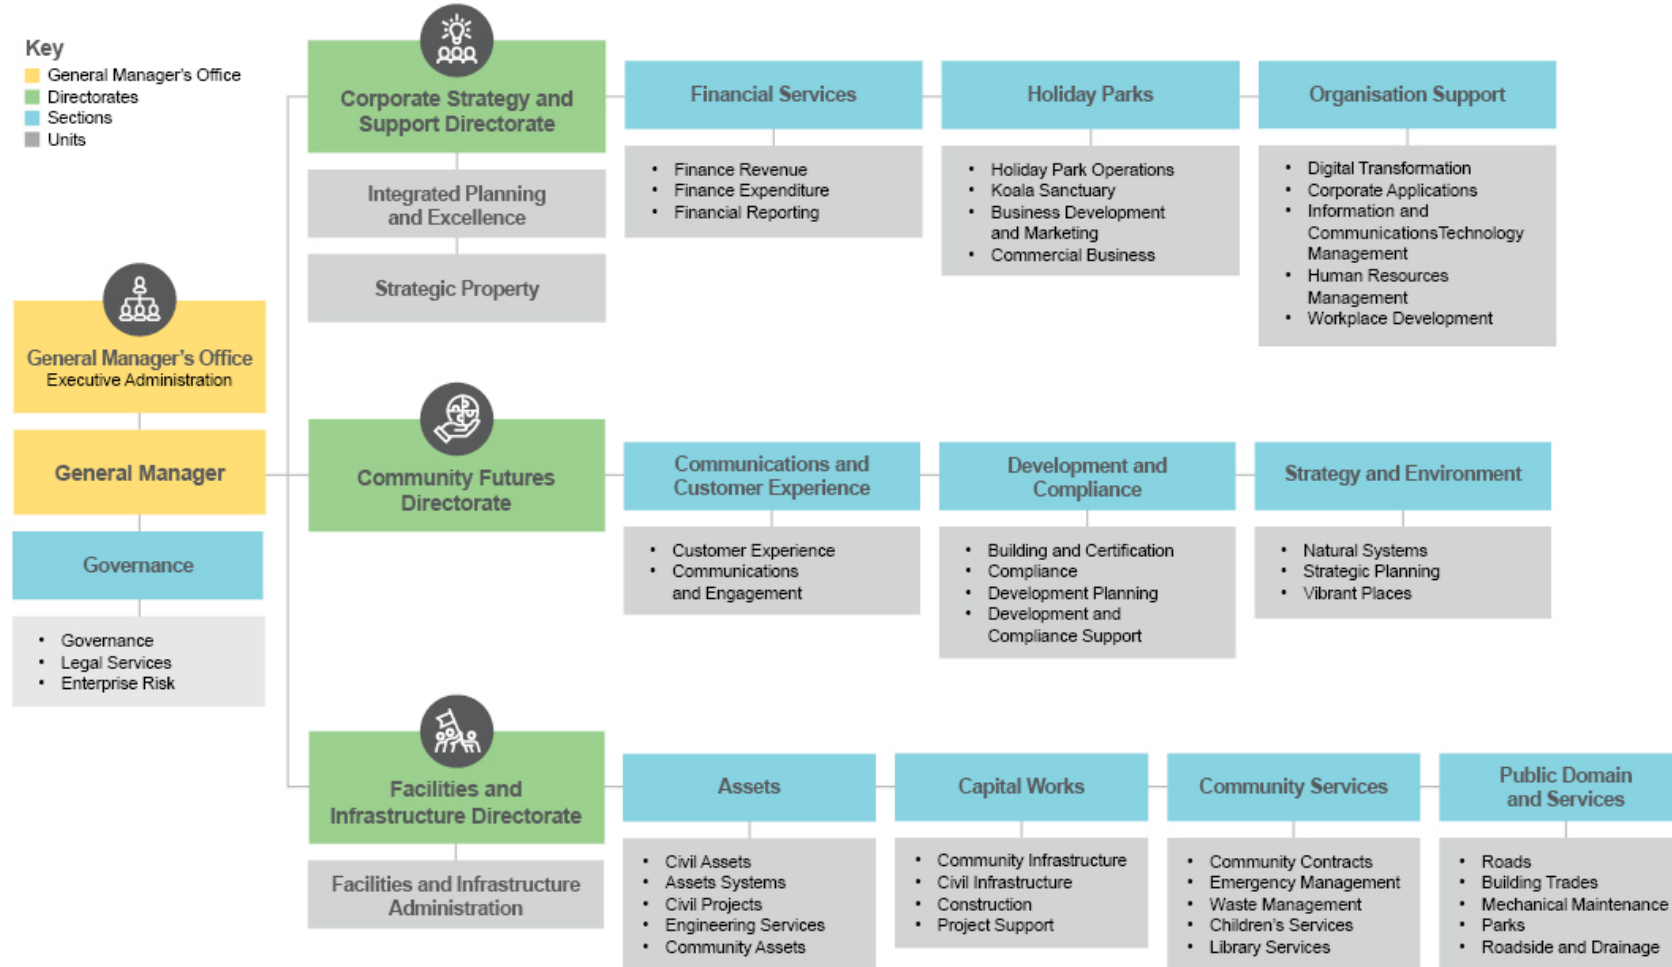 Key
General Manager's Office
Directorates
Sections
Units
General Manager's Office
Executive Administration
General Manager
Governance
• Governance
• Legal Services
• Enterprise Risk
Corporate Strategy and
Support Directorate
Integrated Planning
and Excellence
Strategic Property
Financial Services
• Finance Revenue
• Finance Expenditure
• Financial Reporting
Holiday Parks
• Holiday Park Operations
• Koala Sanctuary
• Business Development
and Marketing
• Commercial Business
Organisation Support
• Digital Transformation
• Corporate Applications
• Information and
CommunicationsTechnology
Management
• Human Resources
Management
• Workplace Development
Community Futures
Directorate
Communications and
Customer Experience
• Customer Experience
• Communications
and Engagement
Development and
Compliance
• Building and Certification
• Compliance
• Development Planning
• Development and
Compliance Support
Strategy and Environment
• Natural Systems
• Strategic Planning
• Vibrant Places
Facilities and
Infrastructure Directorate
Facilities and Infrastructure
Administration
Assets
• Civil Assets
• Assets Systems
• Civil Projects
• Engineering Services
• Community Assets
Capital Works
• Community Infrastructure
• Civil Infrastructure
• Construction
• Project Support
Community Services
• Community Contracts
• Emergency Management
• Waste Management
• Children's Services
• Library Services
Public Domain
and Services
• Roads
• Building Trades
• Mechanical Maintenance
• Parks
• Roadside and Drainage